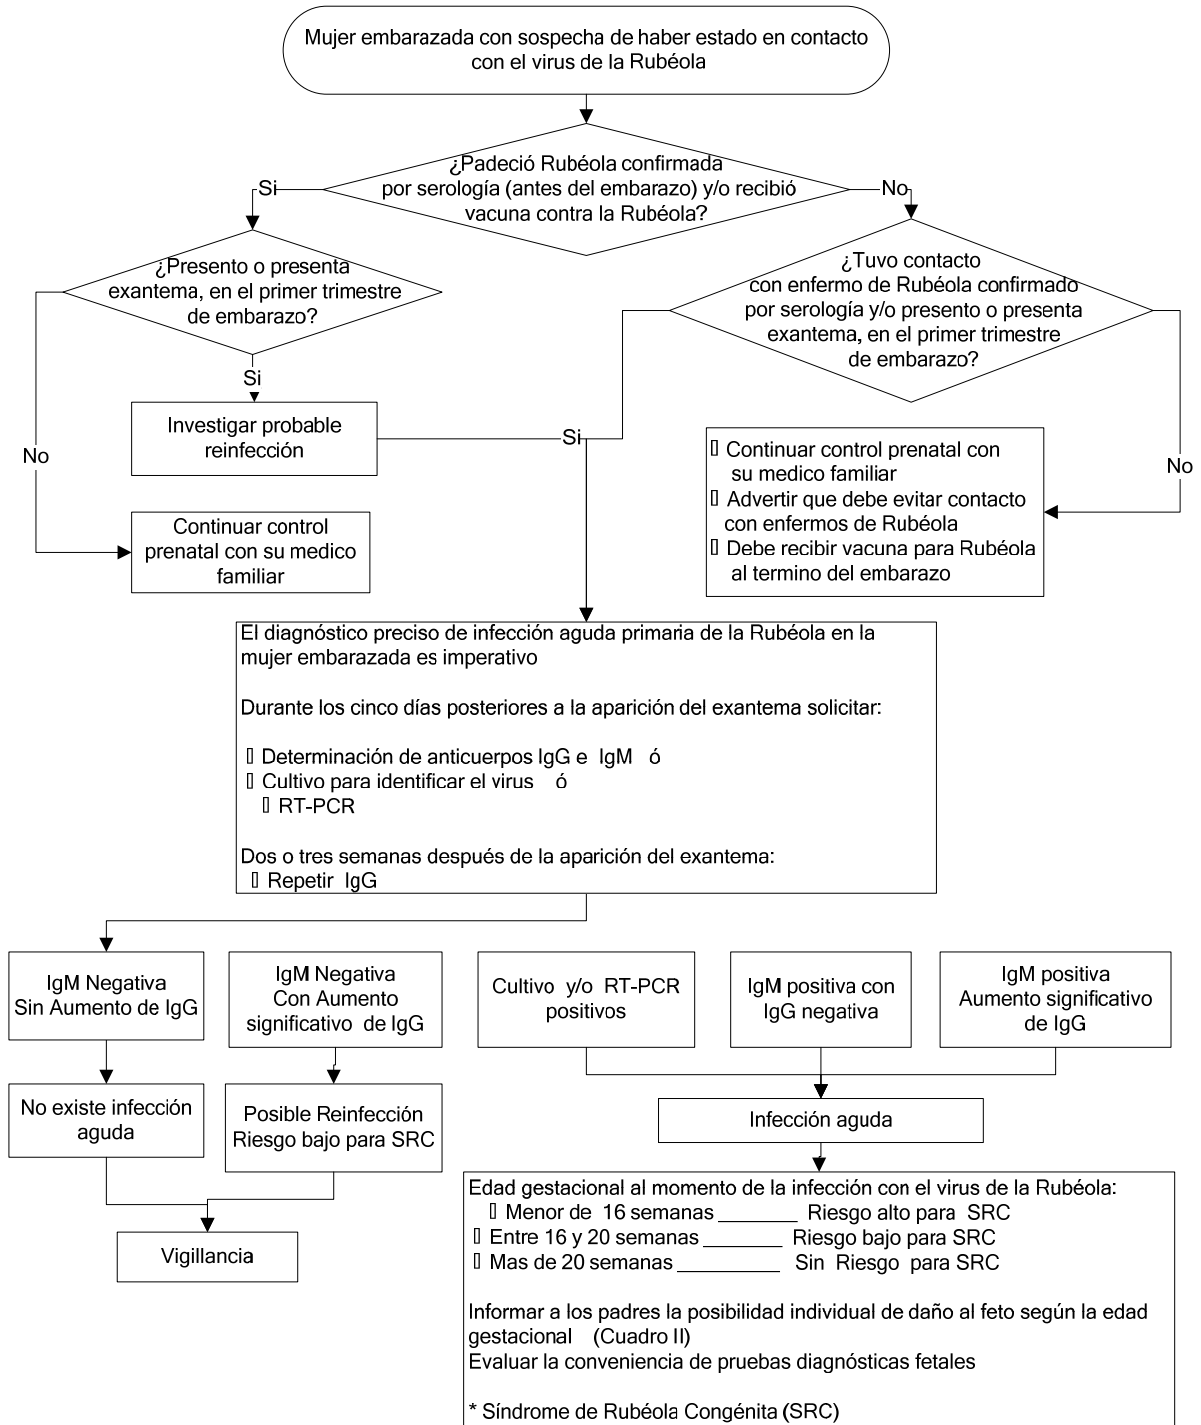 Mujer embarazada con sospecha de haber estado en contacto
con el virus de la Rubéola
¿Padeció Rubéola confirmada
por serología (antes del embarazo) y/o recibió
vacuna contra la Rubéola?
Si
No
¿Presento o presenta
exantema, en el primer trimestre
de embarazo?
¿Tuvo contacto
con enfermo de Rubéola confirmado
por serología y/o presento o presenta
exantema, en el primer trimestre
de embarazo?
Si
Investigar probable
reinfección
No
Si
No
Continuar control prenatal con
su medico familiar
Advertir que debe evitar contacto
con enfermos de Rubéola
Debe recibir vacuna para Rubéola
al termino del embarazo
Continuar control
prenatal con su medico
familiar
El diagnóstico preciso de infección aguda primaria de la Rubéola en la
mujer embarazada es imperativo
Durante los cinco días posteriores a la aparición del exantema solicitar:
Determinación de anticuerpos IgG e IgM ó
Cultivo para identificar el virus ó
RT-PCR
Dos o tres semanas después de la aparición del exantema:
Repetir IgG
IgM Negativa
Sin Aumento de IgG
IgM Negativa
Con Aumento
significativo de IgG
Cultivo y/o RT-PCR
positivos
IgM positiva con
IgG negativa
IgM positiva
Aumento significativo
de IgG
No existe infección
aguda
Posible Reinfección
Riesgo bajo para SRC
Infección aguda
Vigillancia
Edad gestacional al momento de la infección con el virus de la Rubéola:
Menor de 16 semanas _______ Riesgo alto para SRC
Entre 16 y 20 semanas _______ Riesgo bajo para SRC
Mas de 20 semanas _________ Sin Riesgo para SRC
Informar a los padres la posibilidad individual de daño al feto según la edad
gestacional (Cuadro II)
Evaluar la conveniencia de pruebas diagnósticas fetales
* Síndrome de Rubéola Congénita (SRC)